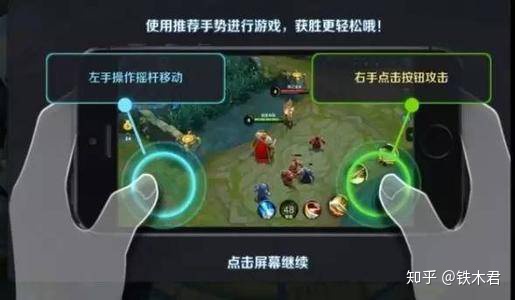 使用推荐手势进行游戏，获胜更轻松哦！
左手操作摇杆移动
右手点击按钮攻击
48
点击屏幕继续
知乎 @铁木君